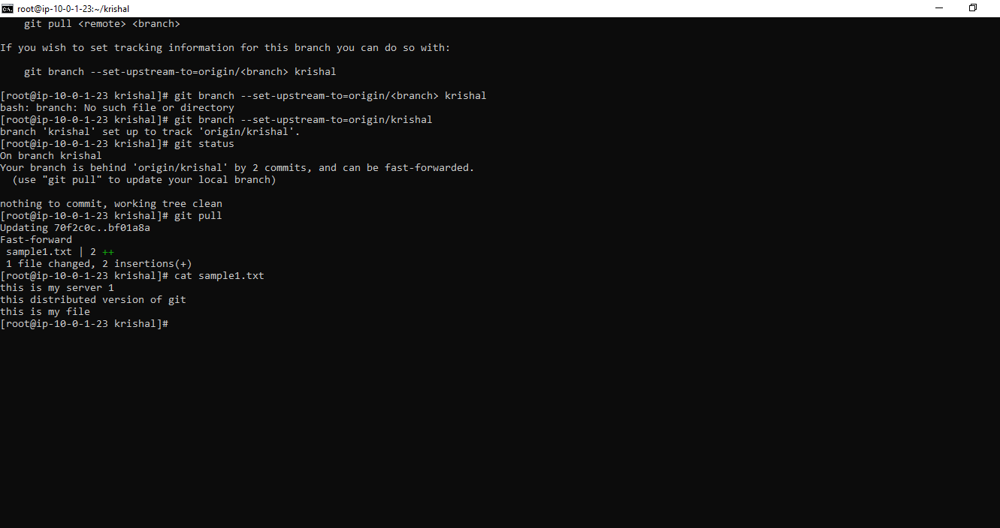 root@ip-10-0-1-23:~/krishal
    git pull <remote> <branch>
If you wish to set tracking information for this branch you can do so with:
    git branch --set-upstream-to=origin/<branch> krishal
[root@ip-10-0-1-23 krishal]# git branch --set-upstream-to=origin/<branch> krishal
bash: branch: No such file or directory
[root@ip-10-0-1-23 krishal]# git branch --set-upstream-to=origin/krishal
branch 'krishal' set up to track 'origin/krishal'.
[root@ip-10-0-1-23 krishal]# git status
On branch krishal
Your branch is behind 'origin/krishal' by 2 commits, and can be fast-forwarded.
  (use "git pull" to update your local branch)
nothing to commit, working tree clean
[root@ip-10-0-1-23 krishal]# git pull
Updating 70f2c0c..bf01a8a
Fast-forward
 sample1.txt | 2 ++
 1 file changed, 2 insertions(+)
[root@ip-10-0-1-23 krishal]# cat sample1.txt
this is my server 1
this distributed version of git
this is my file
[root@ip-10-0-1-23 krishal]#